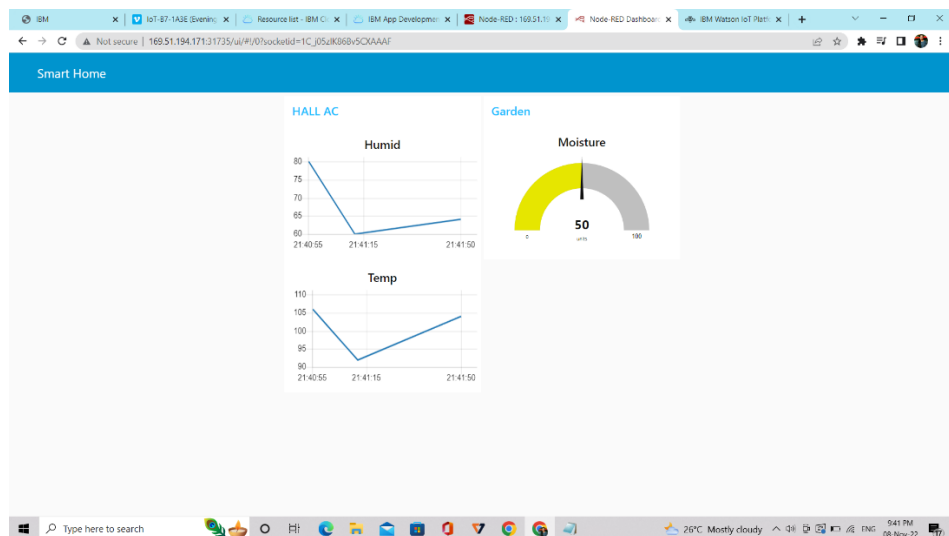 IBM
IoT-B7-1A3E (Evening
Resource list - IBM Cl
IBM App Developmen
Node-RED : 169.51.19
Node-RED Dashboard
IBM Watson IoT Platf
Not secure | 169.51.194.171:31735/ui/#!/0?socketid=
Smart Home
HALL AC
Garden
Humid
80
75
70
65
60
21:40:55 21:41:15 21:41:50
Moisture
50
0 units 100
Temp
110
105
100
95
90
21:40:55 21:41:15 21:41:50
Type here to search
26°C Mostly cloudy
ENG
9:41 PM
08-Nov-22
17